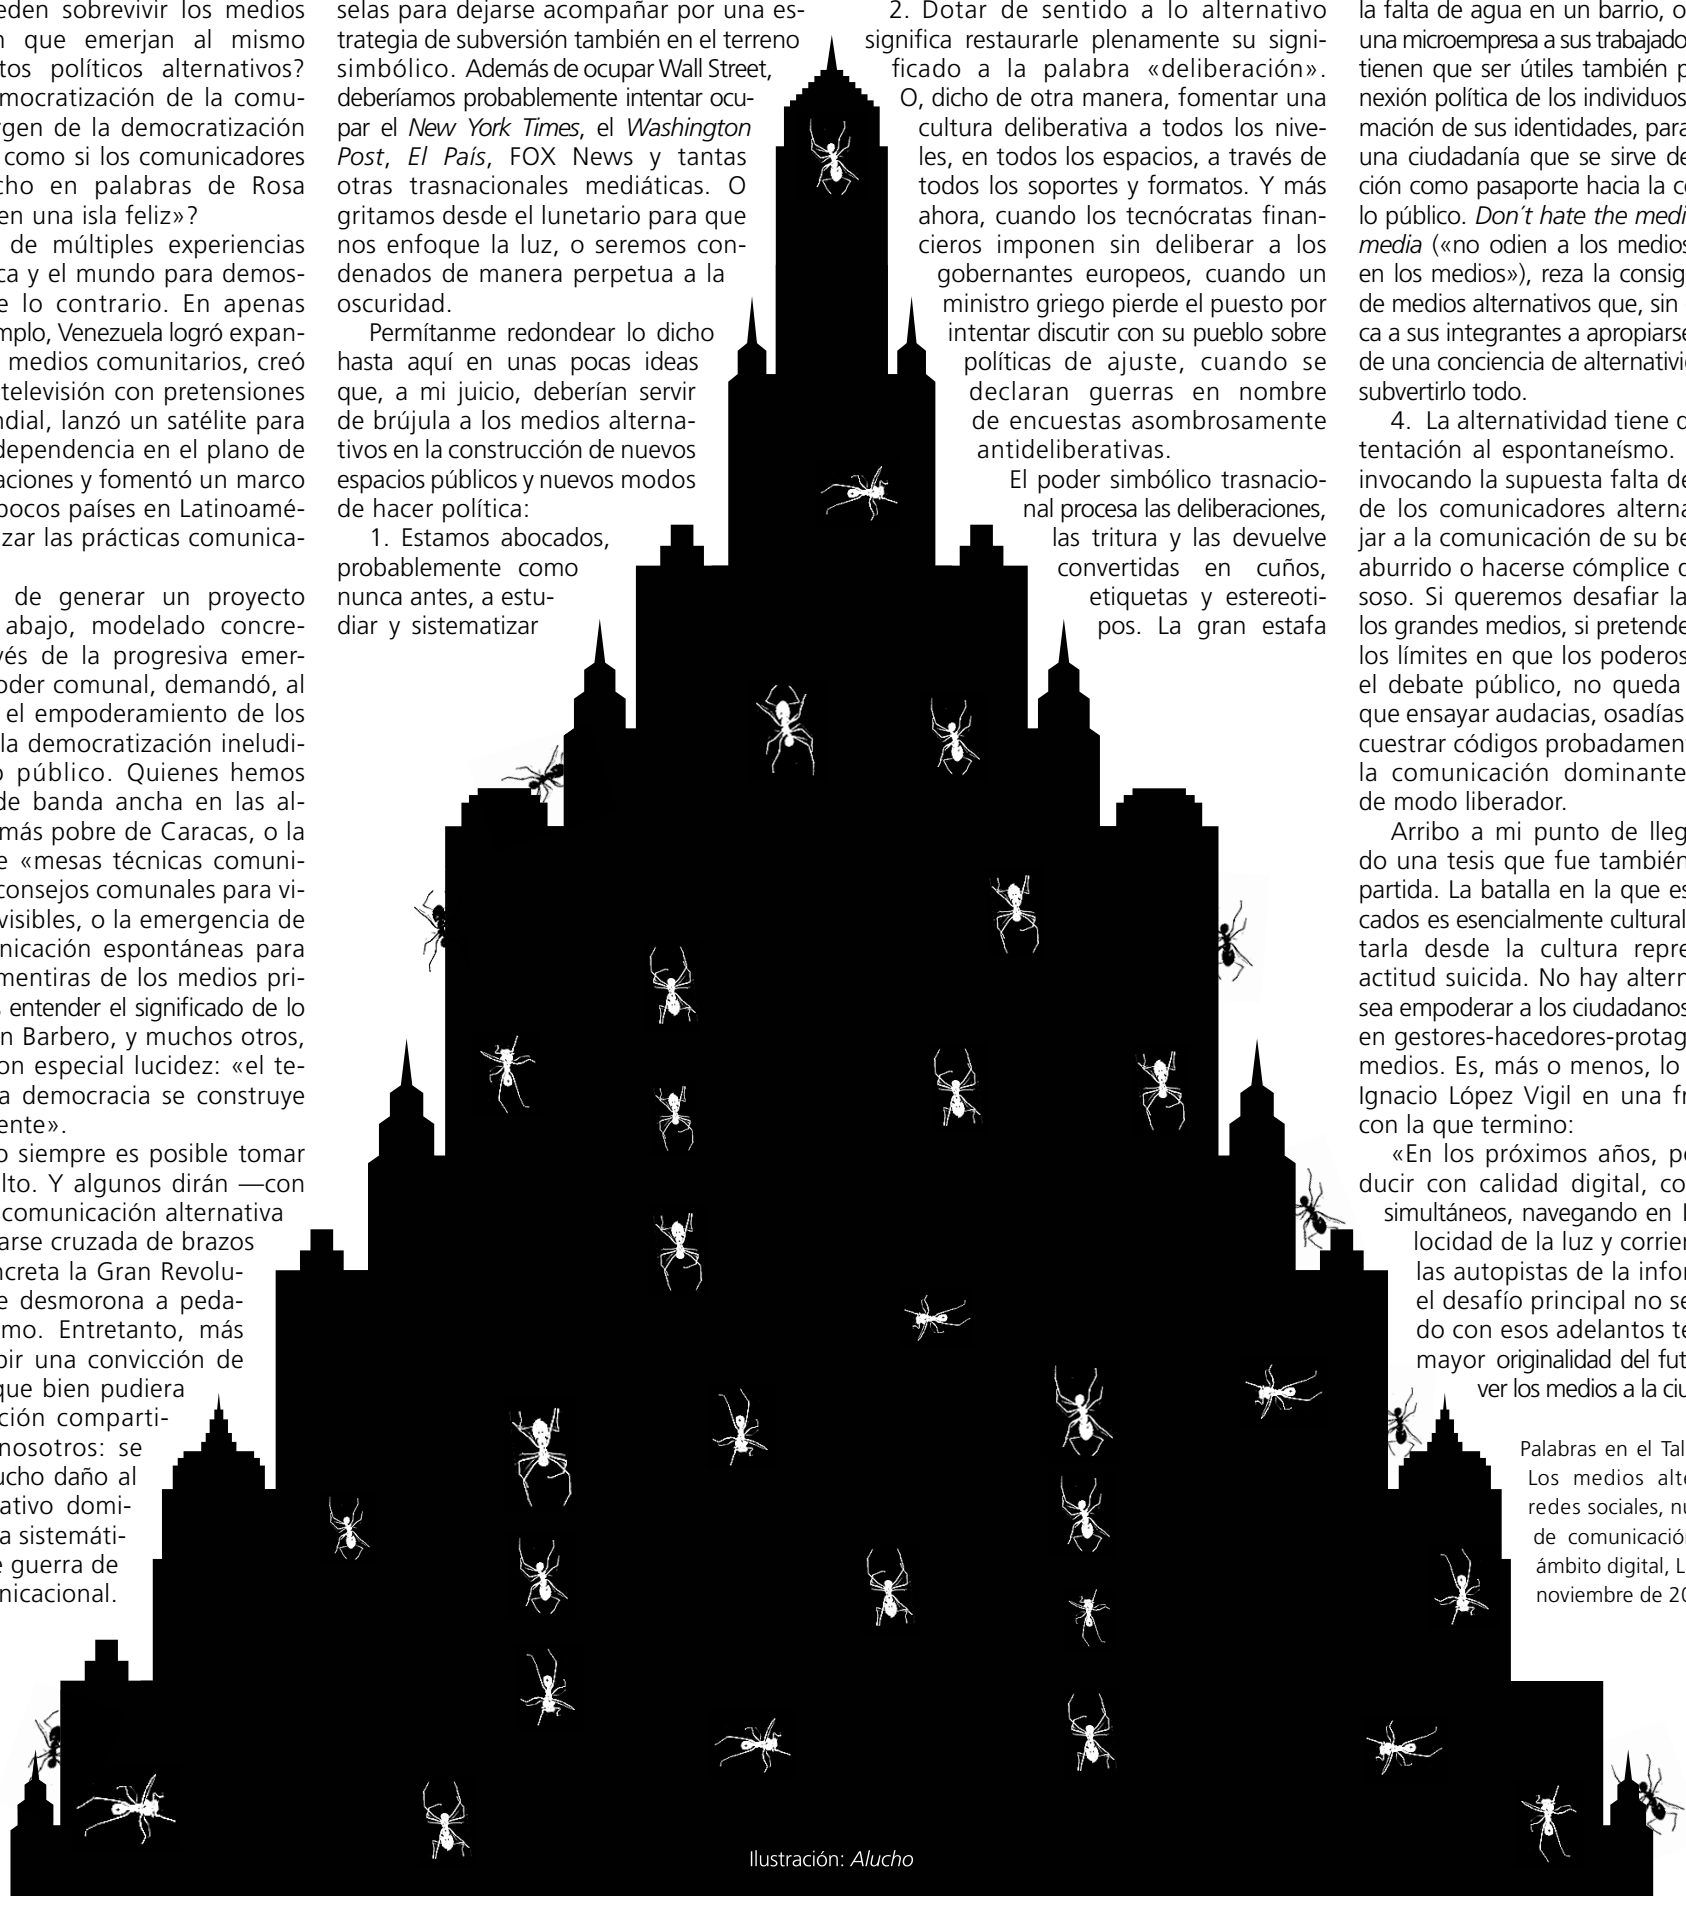 eden sobrevivir los medios
que emerjan al mismo
tos políticos alternativos?
mocratización de la comu-
gen de la democratización
como si los comunicadores
cho en palabras de Rosa
en una isla feliz»?
de múltiples experiencias
ca y el mundo para demos-
e lo contrario. En apenas
mplo, Venezuela logró expan-
medios comunitarios, creó
televisión con pretensiones
ndial, lanzó un satélite para
dependencia en el plano de
aciones y fomentó un marco
pocos países en Latinoamé-
zar las prácticas comunica-
de generar un proyecto
abajo, modelado concre-
vés de la progresiva emer-
oder comunal, demandó, al
el empoderamiento de los
la democratización ineludi-
o público. Quienes hemos
de banda ancha en las al-
más pobre de Caracas, o la
e «mesas técnicas comuni-
consejos comunales para vi-
visibles, o la emergencia de
nicación espontáneas para
mentiras de los medios pri-
entender el significado de lo
n Barbero, y muchos otros,
on especial lucidez: «el te-
a democracia se construye
ente».
o siempre es posible tomar
lto. Y algunos dirán —con
comunicación alternativa
arse cruzada de brazos
ncreta la Gran Revolu-
e desmorona a peda-
mo. Entretanto, más
bir una convicción de
que bien pudiera
ción comparti-
nosotros: se
ucho daño al
ativo domi-
a sistemáti-
e guerra de
nicacional.
selas para dejarse acompañar por una es-
trategia de subversión también en el terreno
simbólico. Además de ocupar Wall Street,
deberíamos probablemente intentar ocu-
par el New York Times, el Washington
Post, El País, FOX News y tantas
otras trasnacionales mediáticas. O
gritamos desde el lunetario para que
nos enfoque la luz, o seremos con-
denados de manera perpetua a la
oscuridad.
Permítanme redondear lo dicho
hasta aquí en unas pocas ideas
que, a mi juicio, deberían servir
de brújula a los medios alterna-
tivos en la construcción de nuevos
espacios públicos y nuevos modos
de hacer política:
1. Estamos abocados,
probablemente como
nunca antes, a estu-
diar y sistematizar
2. Dotar de sentido a lo alternativo
significa restaurarle plenamente su signi-
ficado a la palabra «deliberación».
O, dicho de otra manera, fomentar una
cultura deliberativa a todos los nive-
les, en todos los espacios, a través de
todos los soportes y formatos. Y más
ahora, cuando los tecnócratas finan-
cieros imponen sin deliberar a los
gobernantes europeos, cuando un
ministro griego pierde el puesto por
intentar discutir con su pueblo sobre
políticas de ajuste, cuando se
declaran guerras en nombre
de encuestas asombrosamente
antideliberativas.
El poder simbólico trasnacio-
nal procesa las deliberaciones,
las tritura y las devuelve
convertidas en cuños,
etiquetas y estereoti-
pos. La gran estafa
la falta de agua en un barrio, o
una microempresa a sus trabajado
tienen que ser útiles también p
nexión política de los individuos
mación de sus identidades, para
una ciudadanía que se sirve de
ción como pasaporte hacia la c
lo público. Don´t hate the medi
media («no odien a los medios
en los medios»), reza la consig
de medios alternativos que, sin
ca a sus integrantes a apropiarse
de una conciencia de alternativi
subvertirlo todo.
4. La alternatividad tiene
tentación al espontaneísmo.
invocando la supuesta falta de
de los comunicadores alterna
jar a la comunicación de su be
aburrido o hacerse cómplice
soso. Si queremos desafiar la
los grandes medios, si pretende
los límites en que los poderos
el debate público, no queda
que ensayar audacias, osadías
cuestrar códigos probadament
la comunicación dominante
de modo liberador.
Arribo a mi punto de lleg
do una tesis que fue también
partida. La batalla en la que es
cados es esencialmente cultural
tarla desde la cultura repre
actitud suicida. No hay altern
sea empoderar a los ciudadanos
en gestores-hacedores-protag
medios. Es, más o menos, lo
Ignacio López Vigil en una fr
con la que termino:
«En los próximos años, po
ducir con calidad digital, co
simultáneos, navegando en
locidad de la luz y corrien
las autopistas de la infor
el desafío principal no se
do con esos adelantos te
mayor originalidad del fut
ver los medios a la ciu
Palabras en el Tal
Los medios alte
redes sociales, nu
de comunicación
ámbito digital, L
noviembre de 20
Ilustración: Alucho